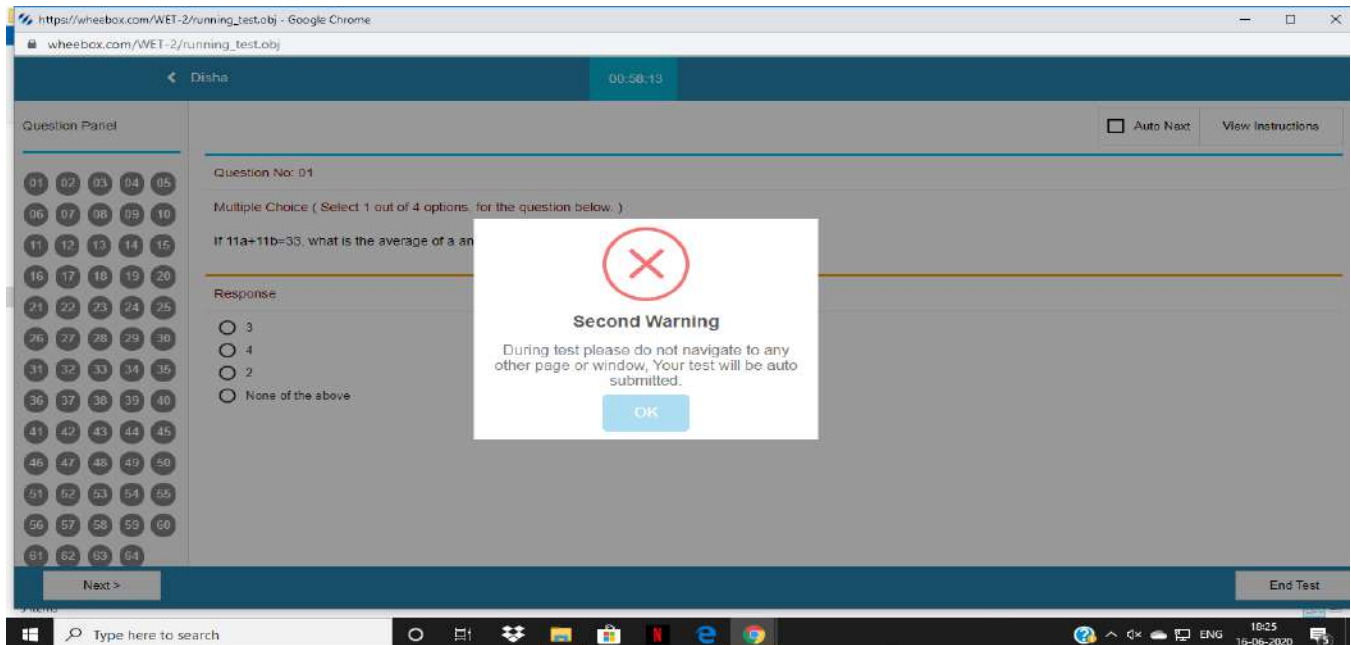 https://wheebox.com/WET-2/running_test.obj - Google Chrome
wheebox.com/WET-2/running_test.obj
Disha
00:58:13
Question Panel
Auto Next
View Instructions
01 02 03 04 05
06 07 08 09 10
11 12 13 14 15
16 17 18 19 20
21 22 23 24 25
26 27 28 29 30
31 32 33 34 35
36 37 38 39 40
41 42 43 44 45
46 47 48 49 50
51 52 53 54 55
56 57 58 59 60
61 62 63 64
Question No: 01
Multiple Choice ( Select 1 out of 4 options, for the question below. )
If 11a+11b=33, what is the average of a an
Response
3
4
2
None of the above
Second Warning
During test please do not navigate to any
other page or window, Your test will be auto
submitted.
OK
Next >
End Test
Type here to search
ENG
18:25
16-06-2020